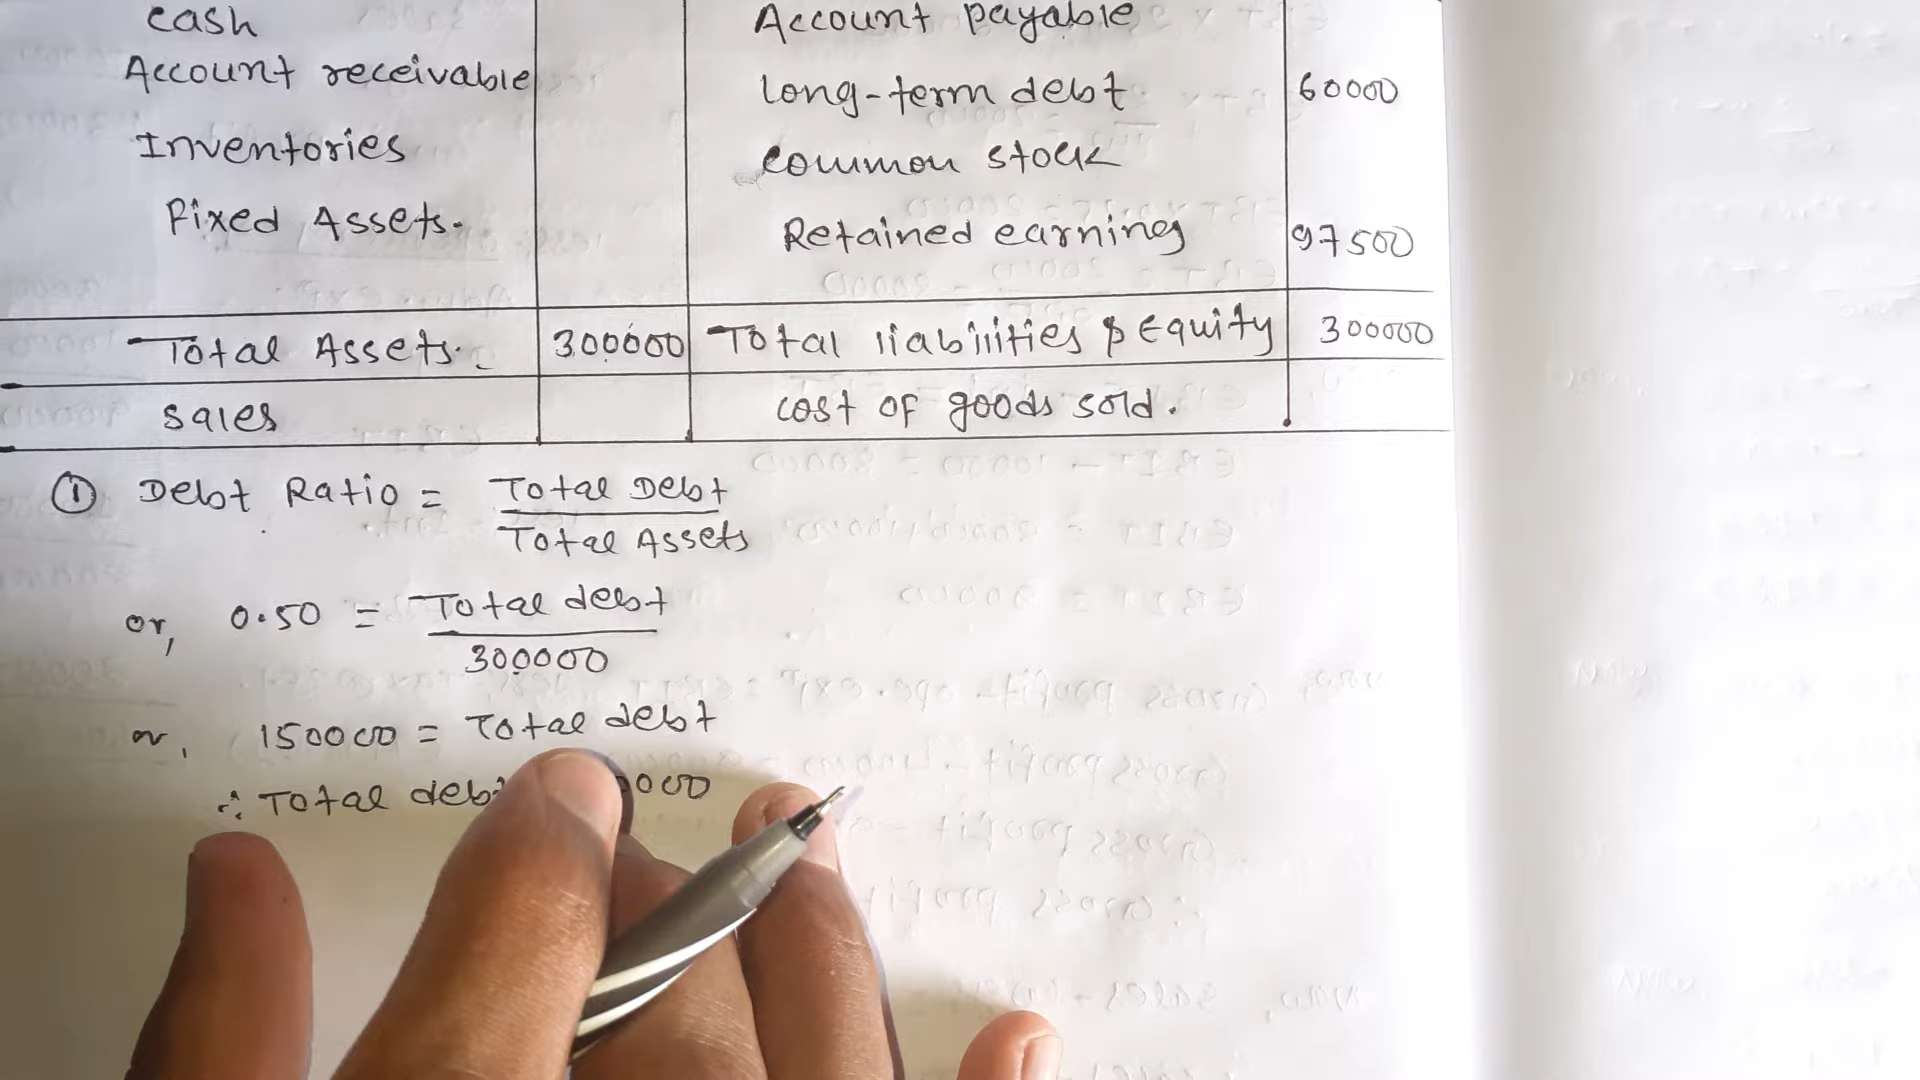 cash Account payable
Account receivable long-term debt 60000
Inventories common stock
Fixed Assets. Retained earning 97500
Total Assets. 300000 Total liabilities & Equity 300000
sales cost of goods sold.
① Debt Ratio = Total Debt
Total Assets
or, 0.50 = Total debt
300000
or, 150000 = Total debt
∴ Total debt 0000